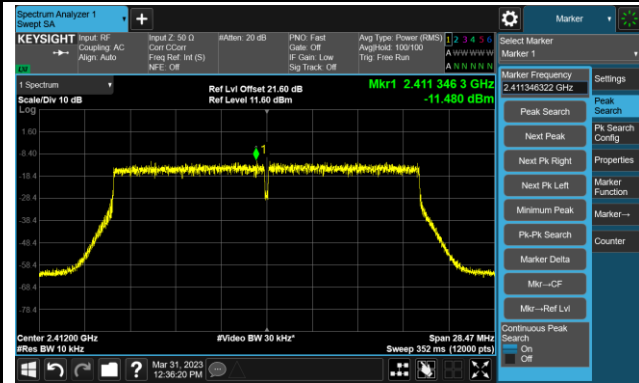 Spectrum Analyzer 1
Swept SA
Marker
KEYSIGHT
Input: RF
Coupling: AC
Align: Auto
Input Z: 50 Ω
Corr CCorr
Freq Ref: Int (S)
NFE: Off
#Atten: 20 dB
PNO: Fast
Gate: Off
IF Gain: Low
Sig Track: Off
Avg Type: Power (RMS)
Avg|Hold: 100/100
Trig: Free Run
1 2 3 4 5 6
A W W W W W
A N N N N N
Select Marker
Marker 1
1 Spectrum
Scale/Div 10 dB
Log
Ref Lvl Offset 21.60 dB
Ref Level 11.60 dBm
Mkr1 2.411 346 3 GHz
-11.480 dBm
1.60
-8.40
-18.4
-28.4
-38.4
-48.4
-58.4
-68.4
-78.4
1
Center 2.41200 GHz
#Res BW 10 kHz
#Video BW 30 kHz*
Span 28.47 MHz
Sweep 352 ms (12000 pts)
Marker Frequency
2.411346322 GHz
Peak Search
Next Peak
Next Pk Right
Next Pk Left
Minimum Peak
Pk-Pk Search
Marker Delta
Mkr→CF
Mkr→Ref Lvl
Continuous Peak
Search
On
Off
Settings
Peak
Search
Pk Search
Config
Properties
Marker
Function
Marker→
Counter
Mar 31, 2023
12:36:20 PM